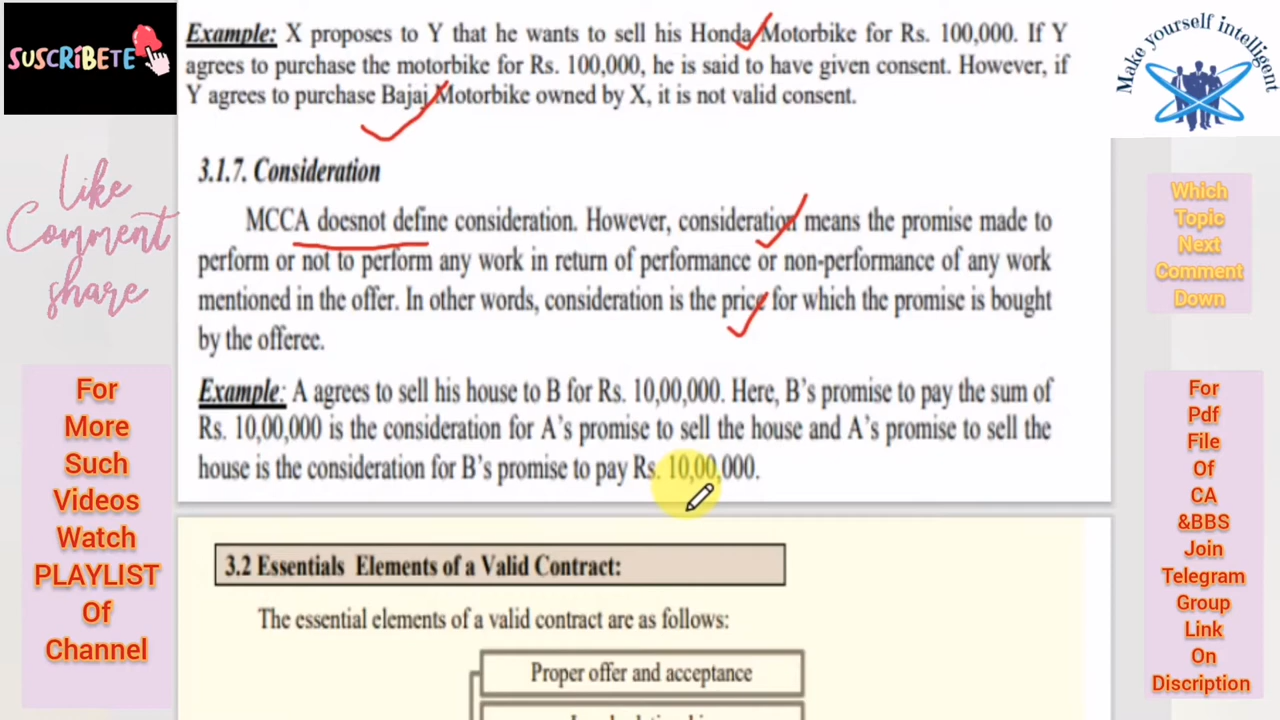 SUSCRÍBETE
Example: X proposes to Y that he wants to sell his Honda Motorbike for Rs. 100,000. If Y
agrees to purchase the motorbike for Rs. 100,000, he is said to have given consent. However, if
Y agrees to purchase Bajaj Motorbike owned by X, it is not valid consent.
Make yourself intelligent
3.1.7. Consideration
MCCA doesnot define consideration. However, consideration means the promise made to
perform or not to perform any work in return of performance or non-performance of any work
mentioned in the offer. In other words, consideration is the price for which the promise is bought
by the offeree.
Example: A agrees to sell his house to B for Rs. 10,00,000. Here, B's promise to pay the sum of
Rs. 10,00,000 is the consideration for A's promise to sell the house and A's promise to sell the
house is the consideration for B's promise to pay Rs. 10,00,000.
3.2 Essentials Elements of a Valid Contract:
The essential elements of a valid contract are as follows:
Proper offer and acceptance
like
Comment
share
For
More
Such
Videos
Watch
PLAYLIST
Of
Channel
Which
Topic
Next
Comment
Down
For
Pdf
File
Of
CA
&BBS
Join
Telegram
Group
Link
On
Discription